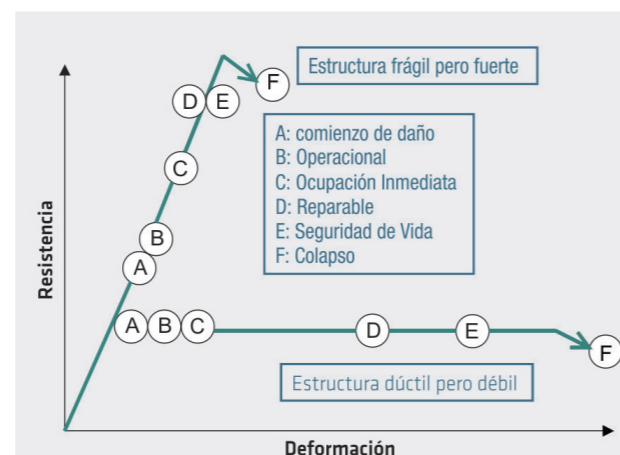 Estructura frágil pero fuerte
F
D E
A: comienzo de daño
B: Operacional
C: Ocupación Inmediata
D: Reparable
E: Seguridad de Vida
F: Colapso
C
B
A
Resistencia
A B C D E F
Estructura dúctil pero débil
Deformación